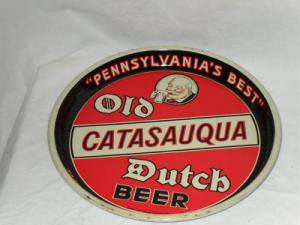 "PENNSYLVANIA'S BEST"
Old
CATASAUQUA
Dutch
BEER